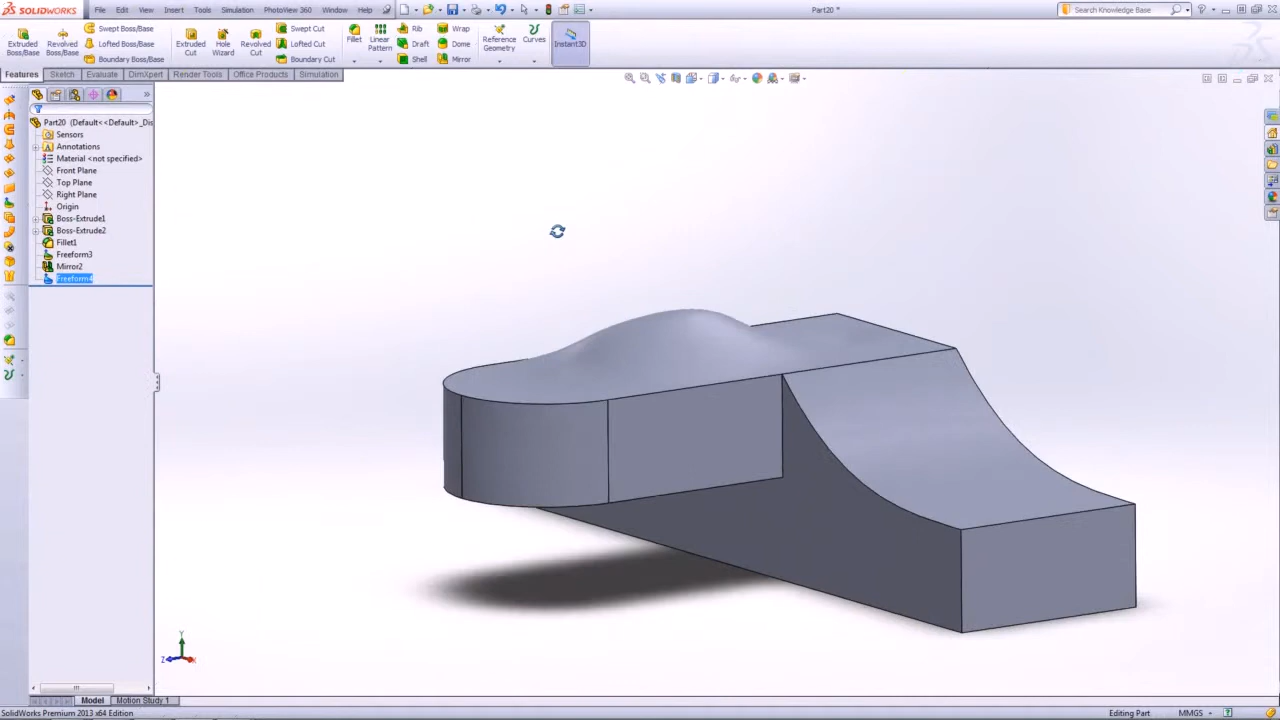 SOLIDWORKS File Edit View Insert Tools Simulation PhotoView 360 Window Help Part20 * Search Knowledge Base
Extruded Boss/Base
Revolved Boss/Base
Swept Boss/Base
Lofted Boss/Base
Boundary Boss/Base
Extruded Cut
Hole Wizard
Revolved Cut
Swept Cut
Lofted Cut
Boundary Cut
Fillet
Linear Pattern
Rib
Draft
Shell
Wrap
Dome
Mirror
Reference Geometry
Curves
Instant3D
Features Sketch Evaluate DimXpert Render Tools Office Products Simulation
Part20 (Default<<Default>_Dis
Sensors
Annotations
Material <not specified>
Front Plane
Top Plane
Right Plane
Origin
Boss-Extrude1
Boss-Extrude2
Fillet1
Freeform3
Mirror2
Freeform4
Y
Z X
Model Motion Study 1
SolidWorks Premium 2013 x64 Edition Editing Part MMGS